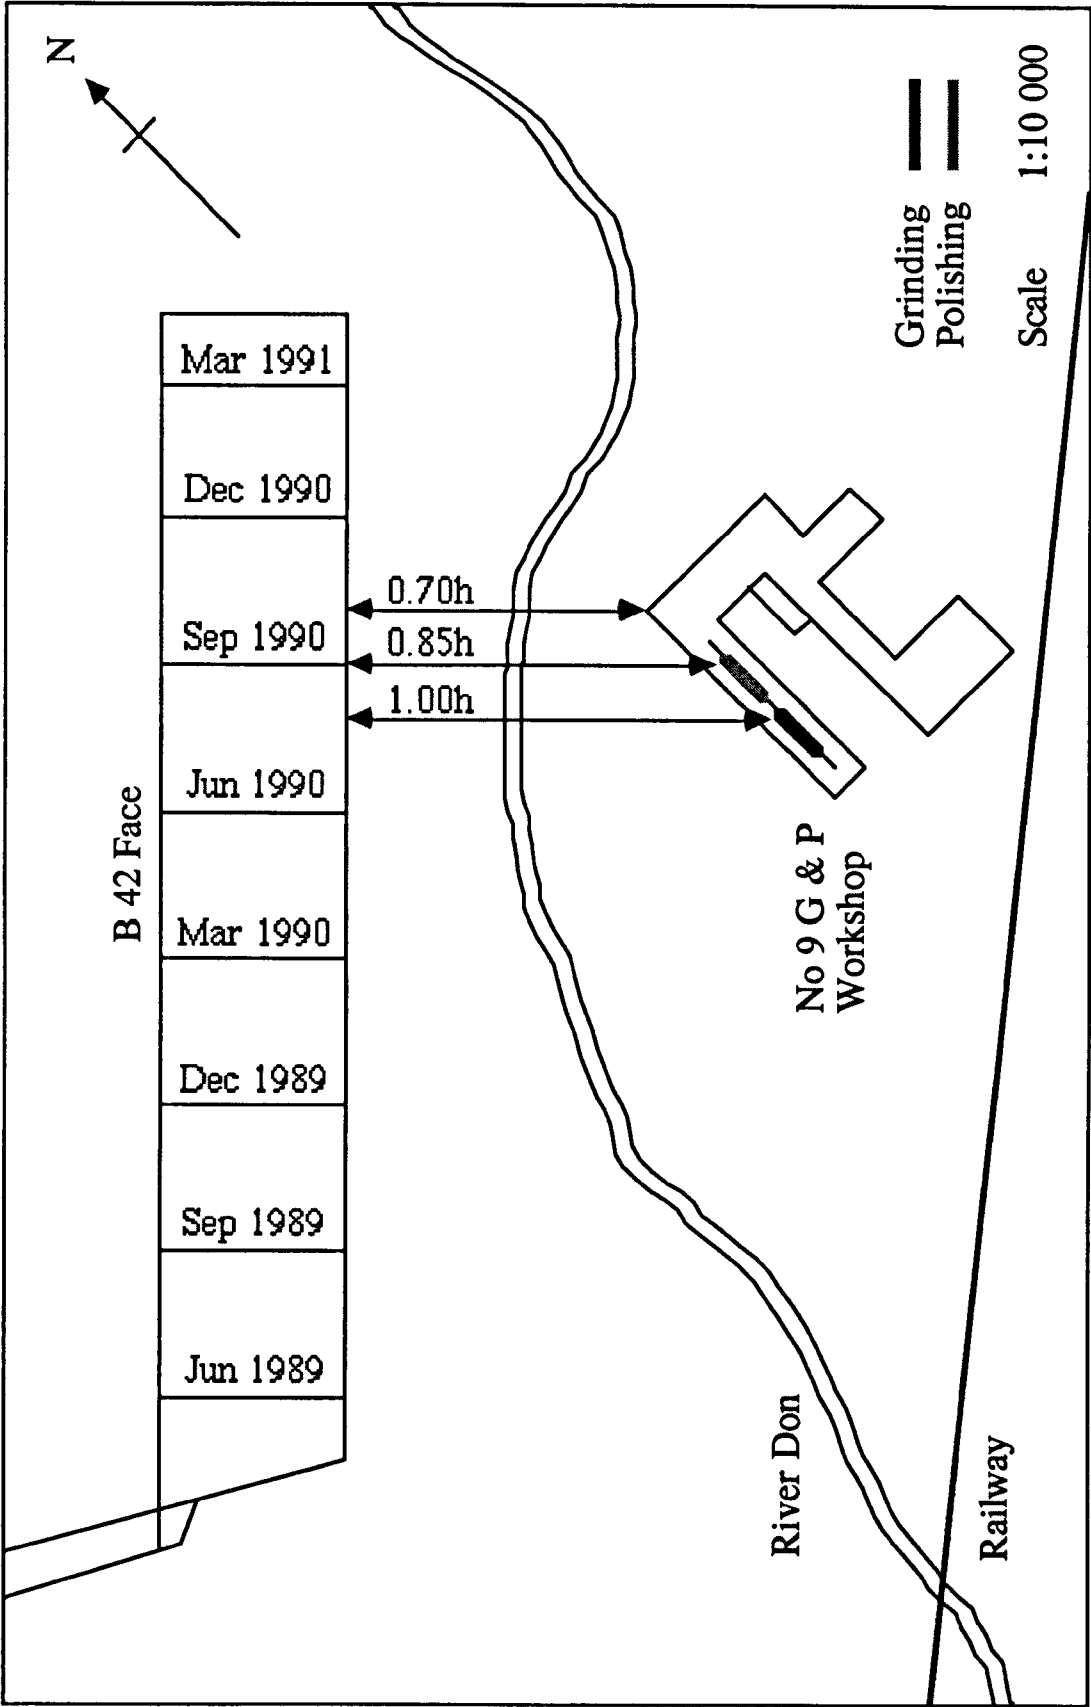 N
B 42 Face
Jun 1989
Sep 1989
Dec 1989
Mar 1990
Jun 1990
Sep 1990
Dec 1990
Mar 1991
1.00h
0.85h
0.70h
No 9 G & P
Workshop
River Don
Railway
Grinding
Polishing
Scale 1:10 000